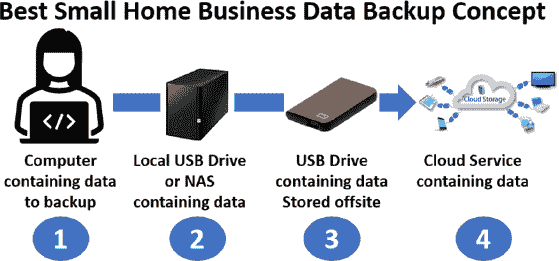 Best Small Home Business Data Backup Concept
</>
Cloud Storage
Computer
containing data
to backup
Local USB Drive
or NAS
containing data
USB Drive
containing data
Stored offsite
Cloud Service
containing data
1
2
3
4